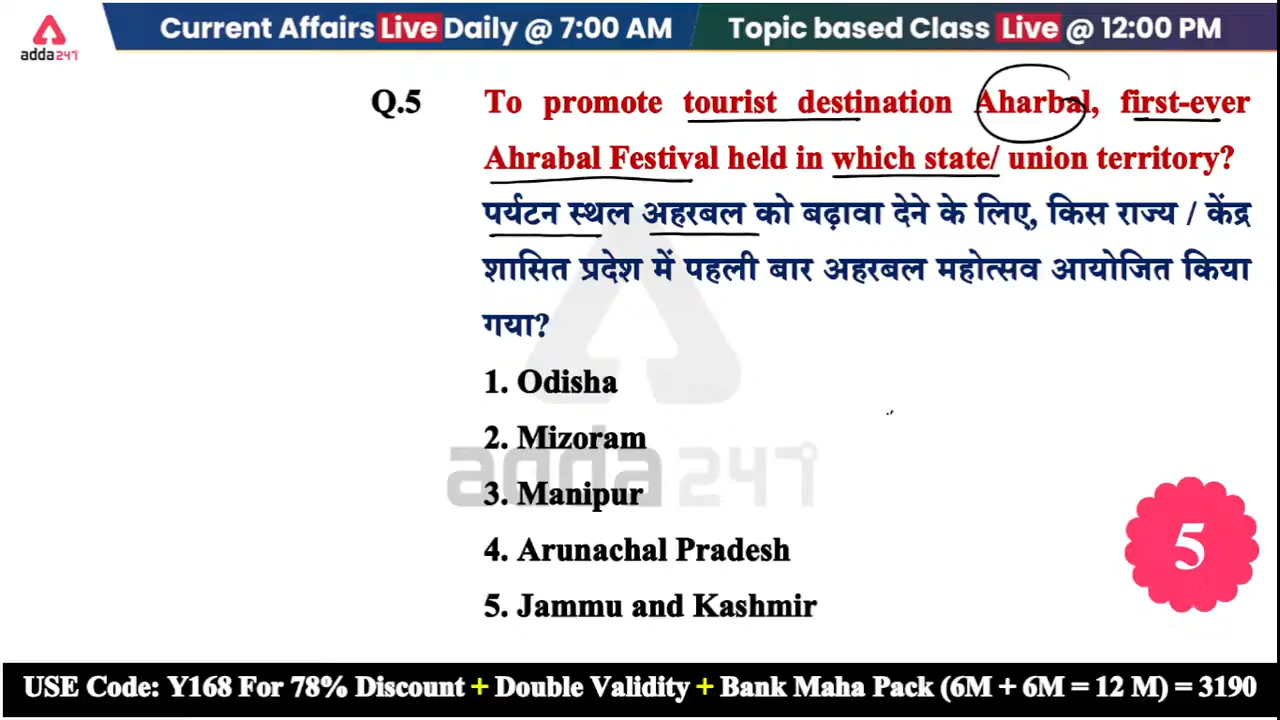 Current Affairs Live Daily @ 7:00 AM
Topic based Class Live @ 12:00 PM
adda247
Q.5 To promote tourist destination Aharbal, first-ever
Ahrabal Festival held in which state/ union territory?
पर्यटन स्थल अहरबल को बढ़ावा देने के लिए, किस राज्य / केंद्र
शासित प्रदेश में पहली बार अहरबल महोत्सव आयोजित किया
गया?
1. Odisha
2. Mizoram
adda247
3. Manipur
4. Arunachal Pradesh
5
5. Jammu and Kashmir
USE Code: Y168 For 78% Discount + Double Validity + Bank Maha Pack (6M + 6M = 12 M) = 3190